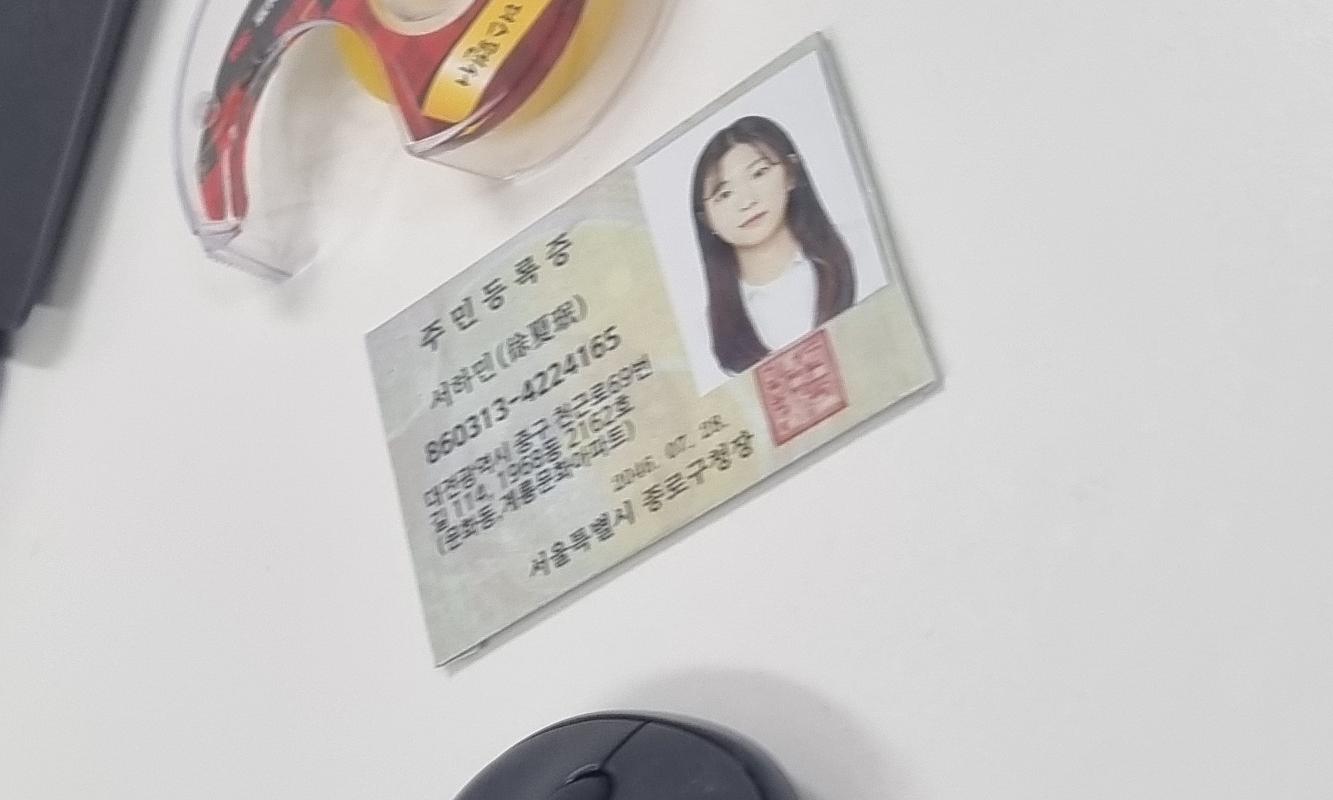 주민등록증
서하민(徐夏珉)
860313-4224165
대전광역시 중구 천근로69번
길 114, 1968동 2162호
(문화동,계룡문화아파트)
2046. 07. 28.
서울특별시 종로구청장